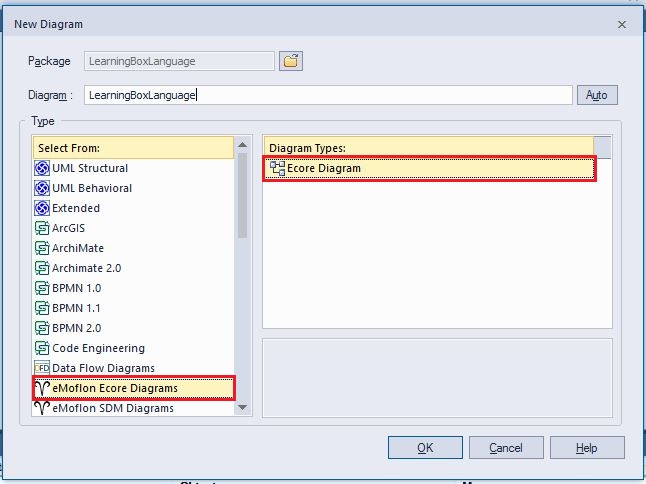 New Diagram
Package LearningBoxLanguage
Diagram : LearningBoxLanguage Auto
Type
Select From:
UML Structural
UML Behavioral
Extended
ArcGIS
ArchiMate
Archimate 2.0
BPMN 1.0
BPMN 1.1
BPMN 2.0
Code Engineering
DFD Data Flow Diagrams
eMoflon Ecore Diagrams
eMoflon SDM Diagrams
Diagram Types:
Ecore Diagram
OK Cancel Help